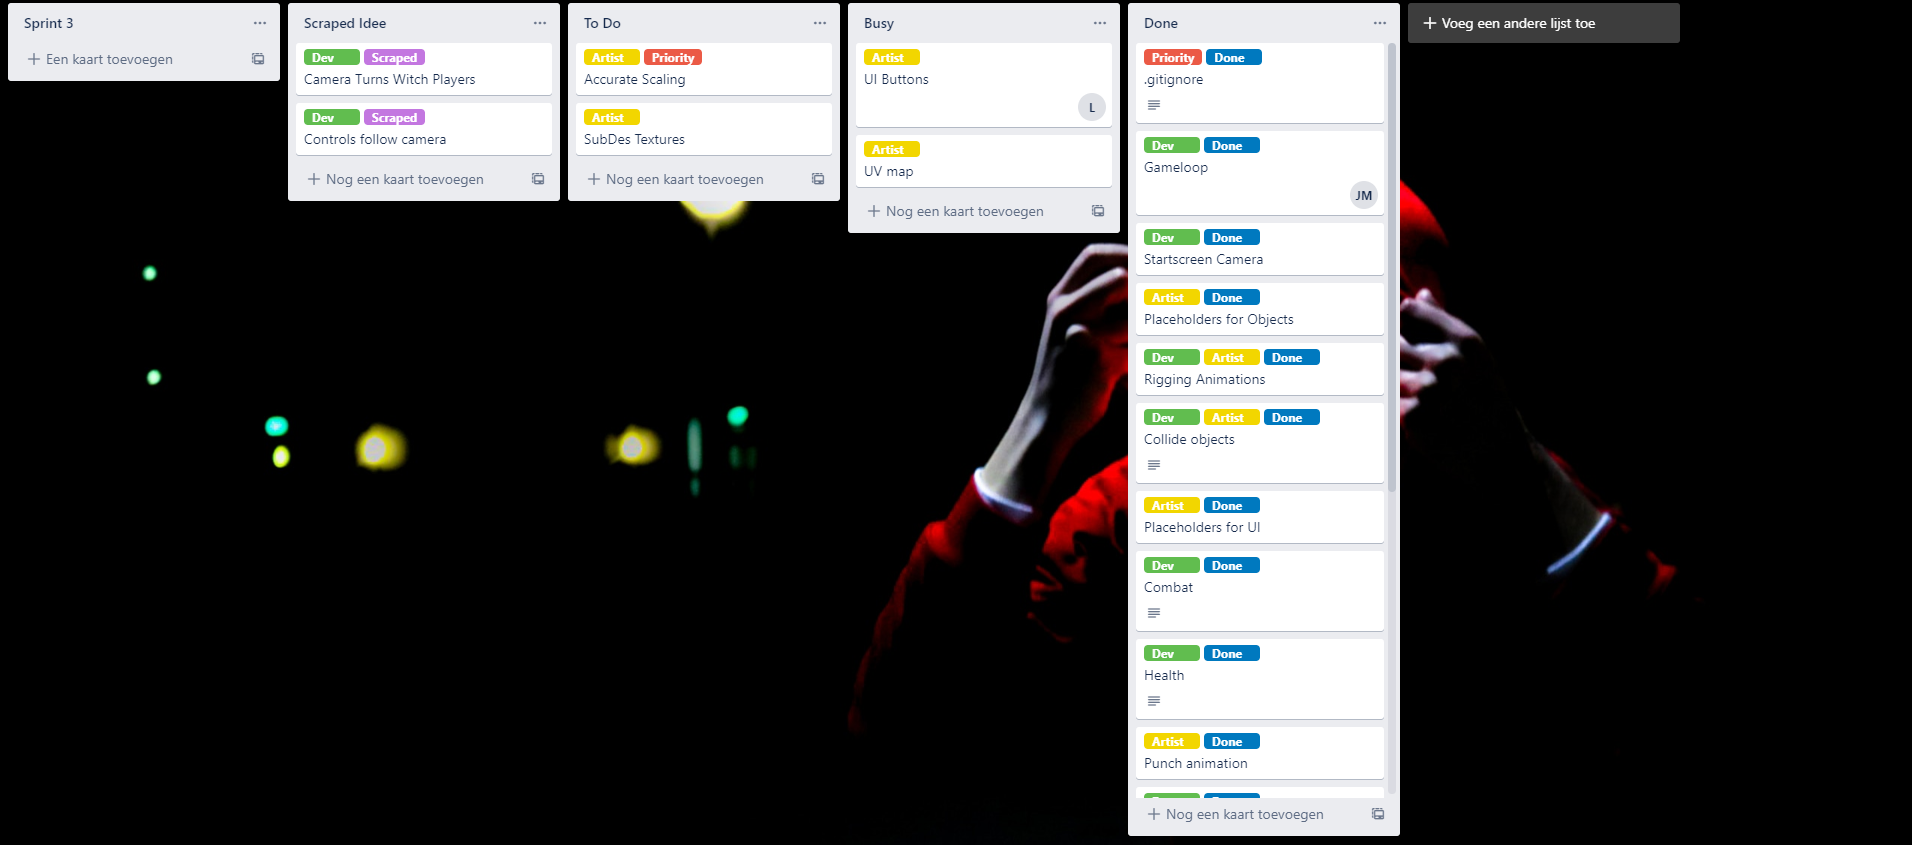 Sprint 3
Een kaart toevoegen
Scraped Idee
Dev Scraped
Camera Turns Witch Players
Dev Scraped
Controls follow camera
Nog een kaart toevoegen
To Do
Artist Priority
Accurate Scaling
Artist
SubDes Textures
Nog een kaart toevoegen
Busy
Artist
UI Buttons
L
Artist
UV map
Nog een kaart toevoegen
Done
Priority Done
.gitignore
Dev Done
Gameloop
JM
Dev Done
Startscreen Camera
Artist Done
Placeholders for Objects
Dev Artist Done
Rigging Animations
Dev Artist Done
Collide objects
Artist Done
Placeholders for UI
Dev Done
Combat
Dev Done
Health
Artist Done
Punch animation
Nog een kaart toevoegen
Voeg een andere lijst toe